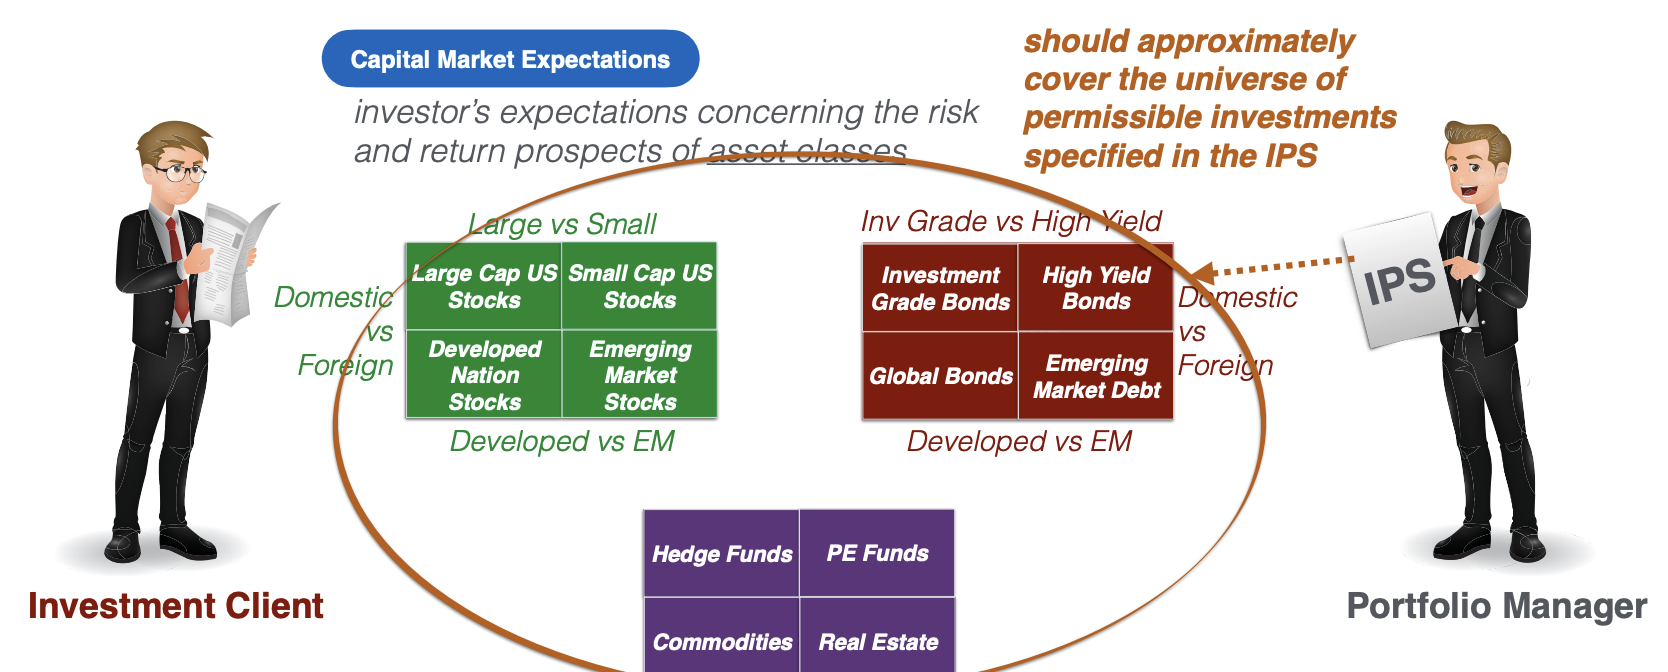 Capital Market Expectations
investor's expectations concerning the risk
and return prospects of asset classes
should approximately
cover the universe of
permissible investments
specified in the IPS
Large vs Small
Domestic
vs
Foreign
Large Cap US
Stocks
Small Cap US
Stocks
Developed
Nation
Stocks
Emerging
Market
Stocks
Developed vs EM
Inv Grade vs High Yield
Investment
Grade Bonds
High Yield
Bonds
Global Bonds
Emerging
Market Debt
Domestic
vs
Foreign
Developed vs EM
IPS
Hedge Funds
PE Funds
Commodities
Real Estate
Investment Client
Portfolio Manager